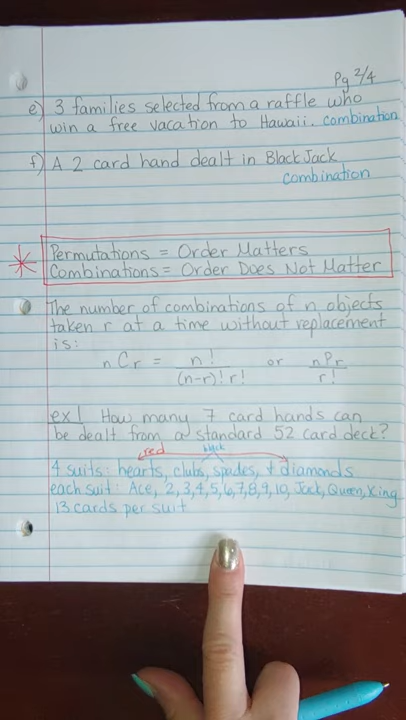 Pg 2/4
e) 3 families selected from a raffle who
win a free vacation to Hawaii. combination
f) A 2 card hand dealt in BlackJack
combination
Permutations = Order Matters
Combinations = Order Does Not Matter
The number of combinations of n objects
taken r at a time without replacement
is:
nCr = n!/(n-r)!r! or nPr/r!
ex| How many 7 card hands can
be dealt from a standard 52 card deck?
red black
4 suits: hearts, clubs, spades, + diamonds
each suit: Ace, 2,3,4,5,6,7,8,9,10, Jack, Queen, King
13 cards per suit